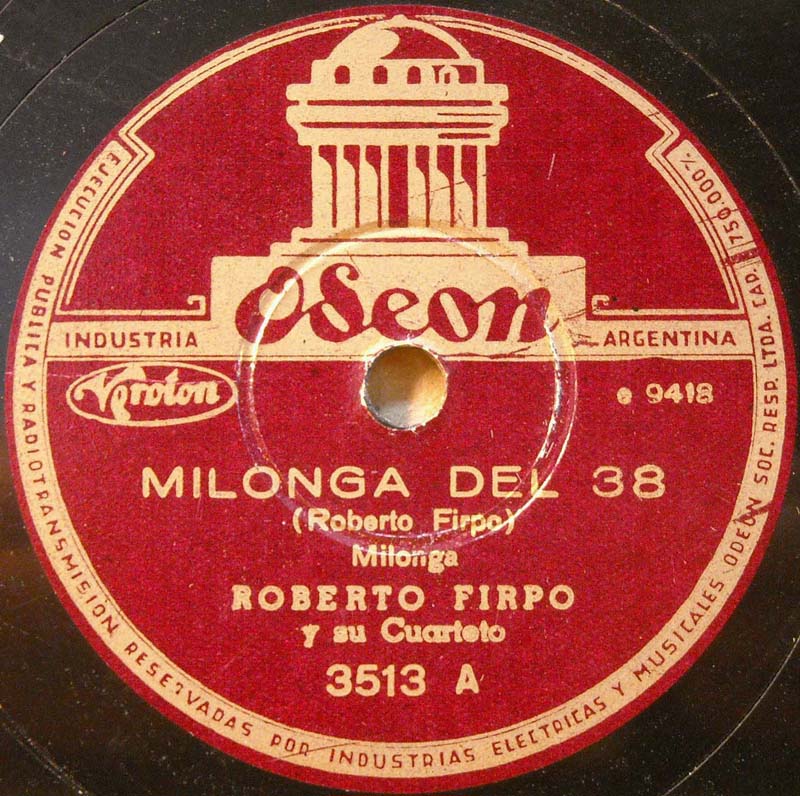 Odeon
INDUSTRIA ARGENTINA
Veroton e 9418
MILONGA DEL 38
(Roberto Firpo)
Milonga
ROBERTO FIRPO
y su Cuarteto
3513 A
EJECUCION PUBLICA Y RADIOTRANSMISIÓN RESERVADAS POR INDUSTRIAS ELECTRICAS Y MUSICALES ODEON SOC. RESP. LTDA. CAP. 750.000%.